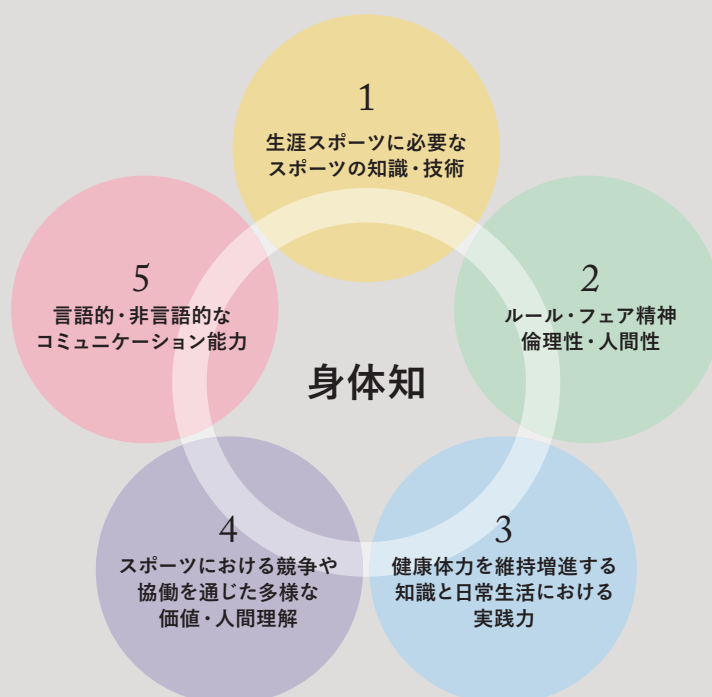 1
生涯スポーツに必要な
スポーツの知識・技術
2
ルール・フェア精神
倫理性・人間性
3
健康体力を維持増進する
知識と日常生活における
実践力
4
スポーツにおける競争や
協働を通じた多様な
価値・人間理解
5
言語的・非言語的な
コミュニケーション能力
身体知